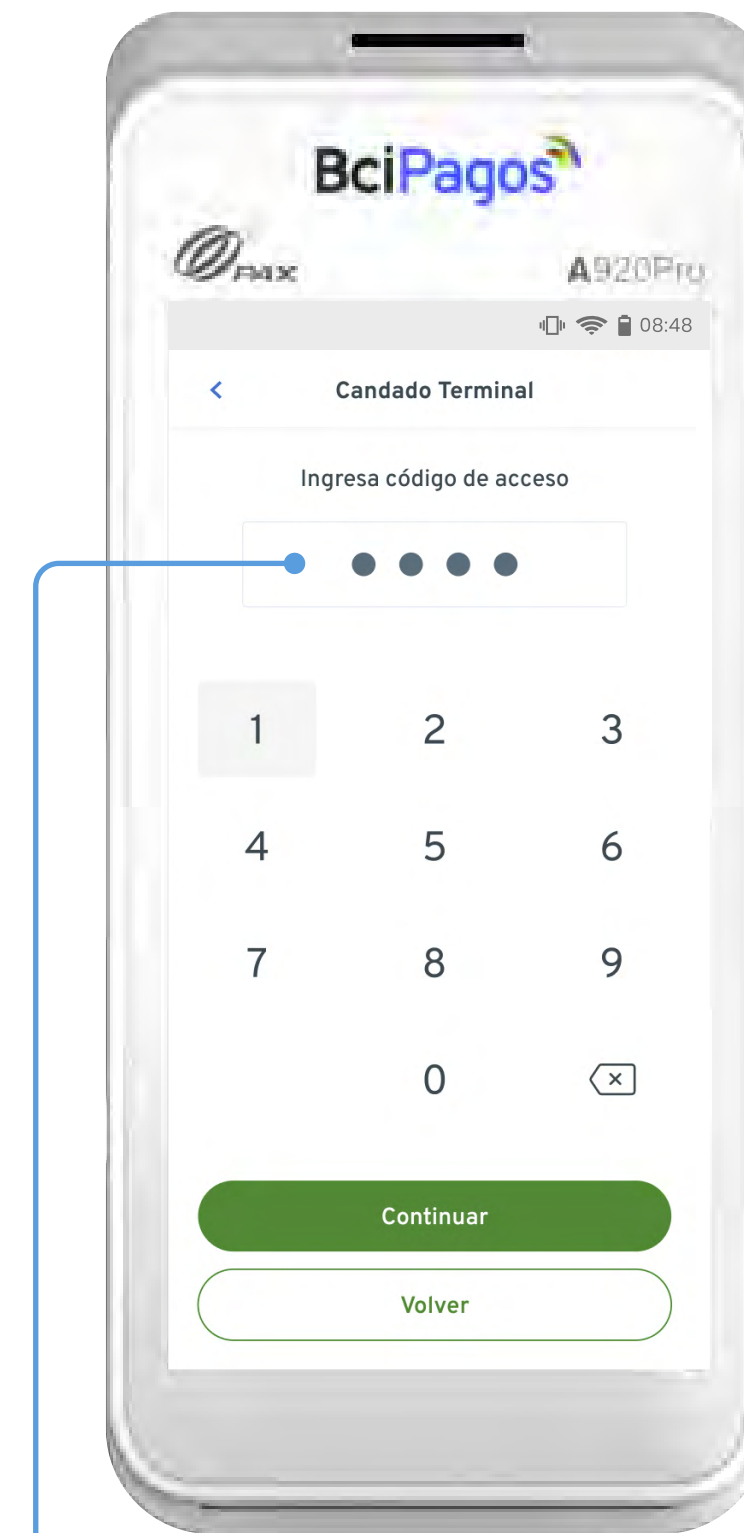 BciPagos
PAX
A920Pro
08:48
Candado Terminal
Ingresa código de acceso
1 2 3
4 5 6
7 8 9
0
Continuar
Volver